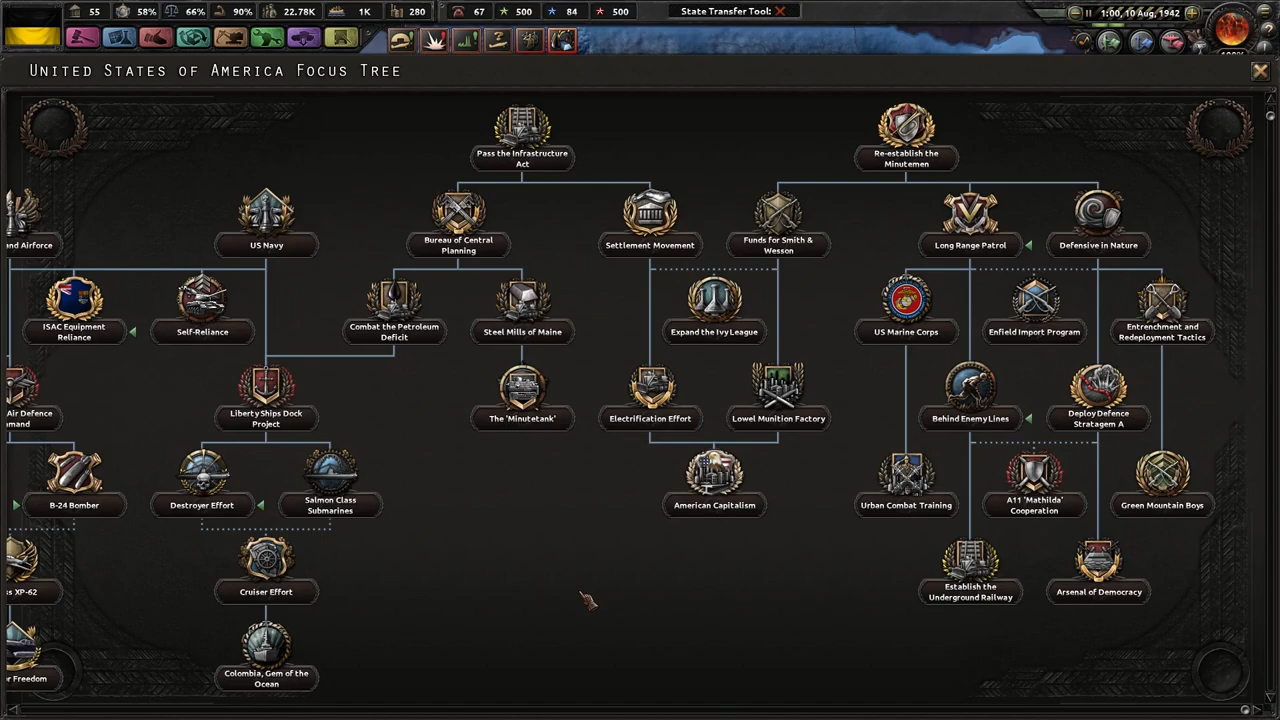 55
58%
66%
90%
22.78K
1K
280
67
500
84
500
State Transfer Tool:
1:00, 10 Aug, 1942
100%
United States of America Focus Tree
Pass the Infrastructure
Act
Re-establish the
Minutemen
and Airforce
US Navy
Bureau of Central
Planning
Settlement Movement
Funds for Smith &
Wesson
Long Range Patrol
Defensive in Nature
ISAC Equipment
Reliance
Self-Reliance
Combat the Petroleum
Deficit
Steel Mills of Maine
Expand the Ivy League
US Marine Corps
Enfield Import Program
Entrenchment and
Redeployment Tactics
Air Defence
mand
Liberty Ships Dock
Project
The 'Minutetank'
Electrification Effort
Lowel Munition Factory
Behind Enemy Lines
Deploy Defence
Stratagem A
B-24 Bomber
Destroyer Effort
Salmon Class
Submarines
American Capitalism
Urban Combat Training
A11 'Mathilda'
Cooperation
Green Mountain Boys
ss XP-62
Cruiser Effort
Establish the
Underground Railway
Arsenal of Democracy
or Freedom
Colombia, Gem of the
Ocean